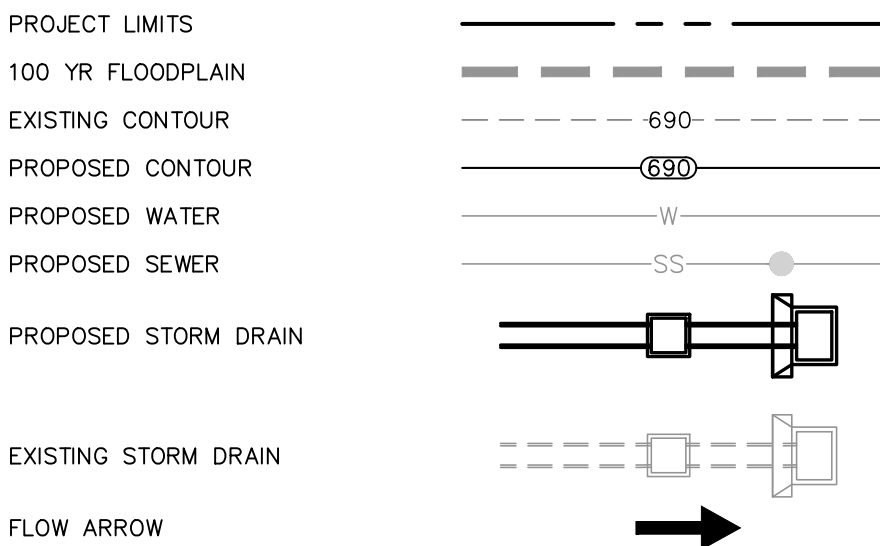 PROJECT LIMITS
100 YR FLOODPLAIN
EXISTING CONTOUR 690
PROPOSED CONTOUR 690
PROPOSED WATER W
PROPOSED SEWER SS
PROPOSED STORM DRAIN
EXISTING STORM DRAIN
FLOW ARROW